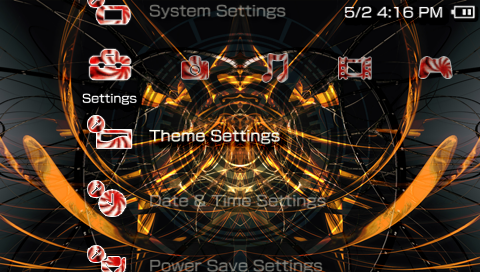 System Settings
5/2 4:16 PM
Settings
Theme Settings
Date & Time Settings
Power Save Settings